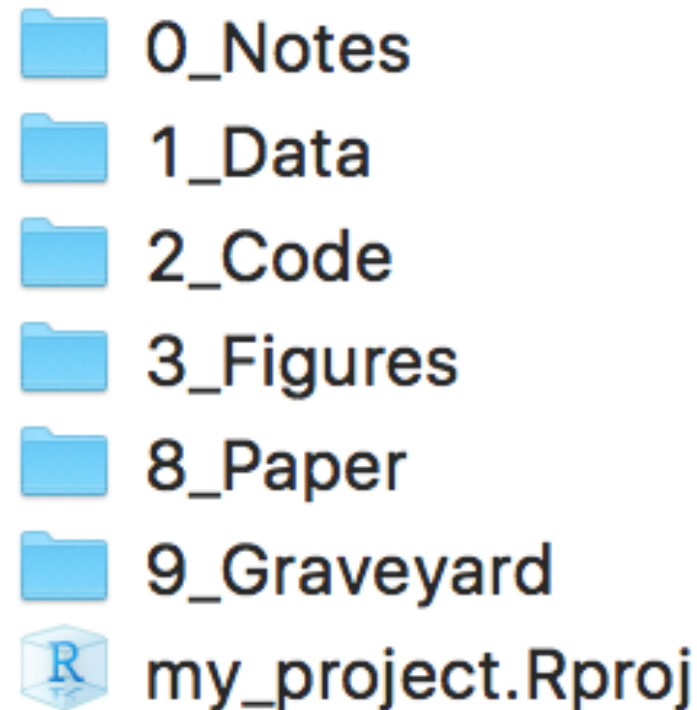 0_Notes
1_Data
2_Code
3_Figures
8_Paper
9_Graveyard
R my_project.Rproj